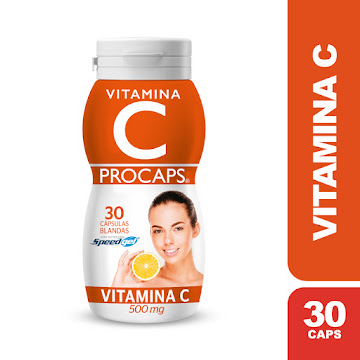 VITAMINA
C
PROCAPS®
30
CÁPSULAS
BLANDAS
Speedgel
VITAMINA C
500 mg
VITAMINA C
30
CAPS